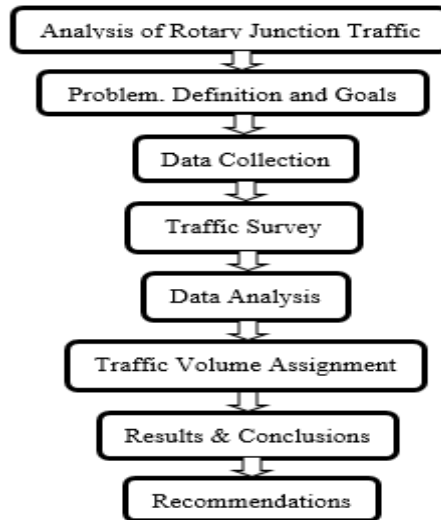 Analysis of Rotary Junction Traffic
Problem. Definition and Goals
Data Collection
Traffic Survey
Data Analysis
Traffic Volume Assignment
Results & Conclusions
Recommendations